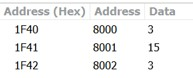 Address (Hex) Address Data
1F40 8000 3
1F41 8001 15
1F42 8002 3